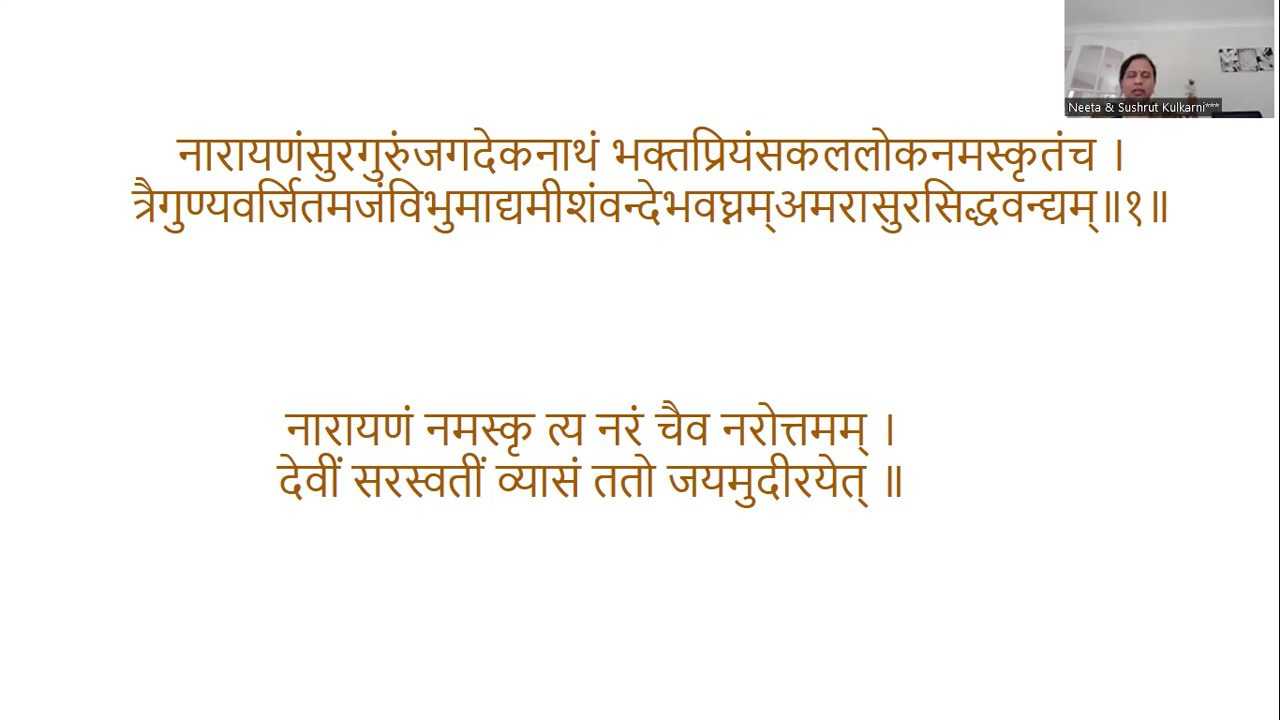 Neeta & Sushrut Kulkarni***
नारायणंसुरगुरुंजगदेकनाथं भक्तप्रियंसकललोकनमस्कृतंच ।
त्रैगुण्यवर्जितमजंविभुमाद्यमीशंवन्देभवघ्नम्अमरासुरसिद्धवन्द्यम्॥१॥
नारायणं नमस्कृ त्य नरं चैव नरोत्तमम् ।
देवीं सरस्वतीं व्यासं ततो जयमुदीरयेत् ॥